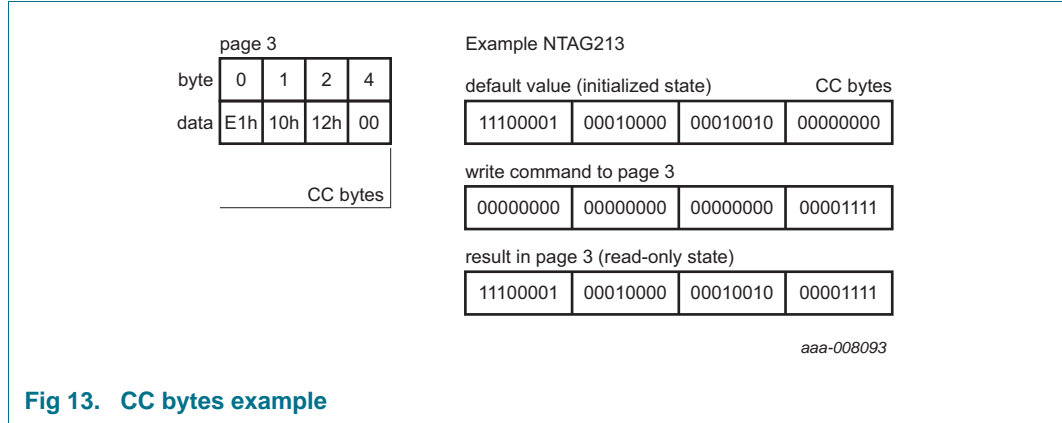 page 3
byte 0 1 2 4
data E1h 10h 12h 00
CC bytes
Example NTAG213
default value (initialized state) CC bytes
11100001 00010000 00010010 00000000
write command to page 3
00000000 00000000 00000000 00001111
result in page 3 (read-only state)
11100001 00010000 00010010 00001111
aaa-008093
Fig 13. CC bytes example